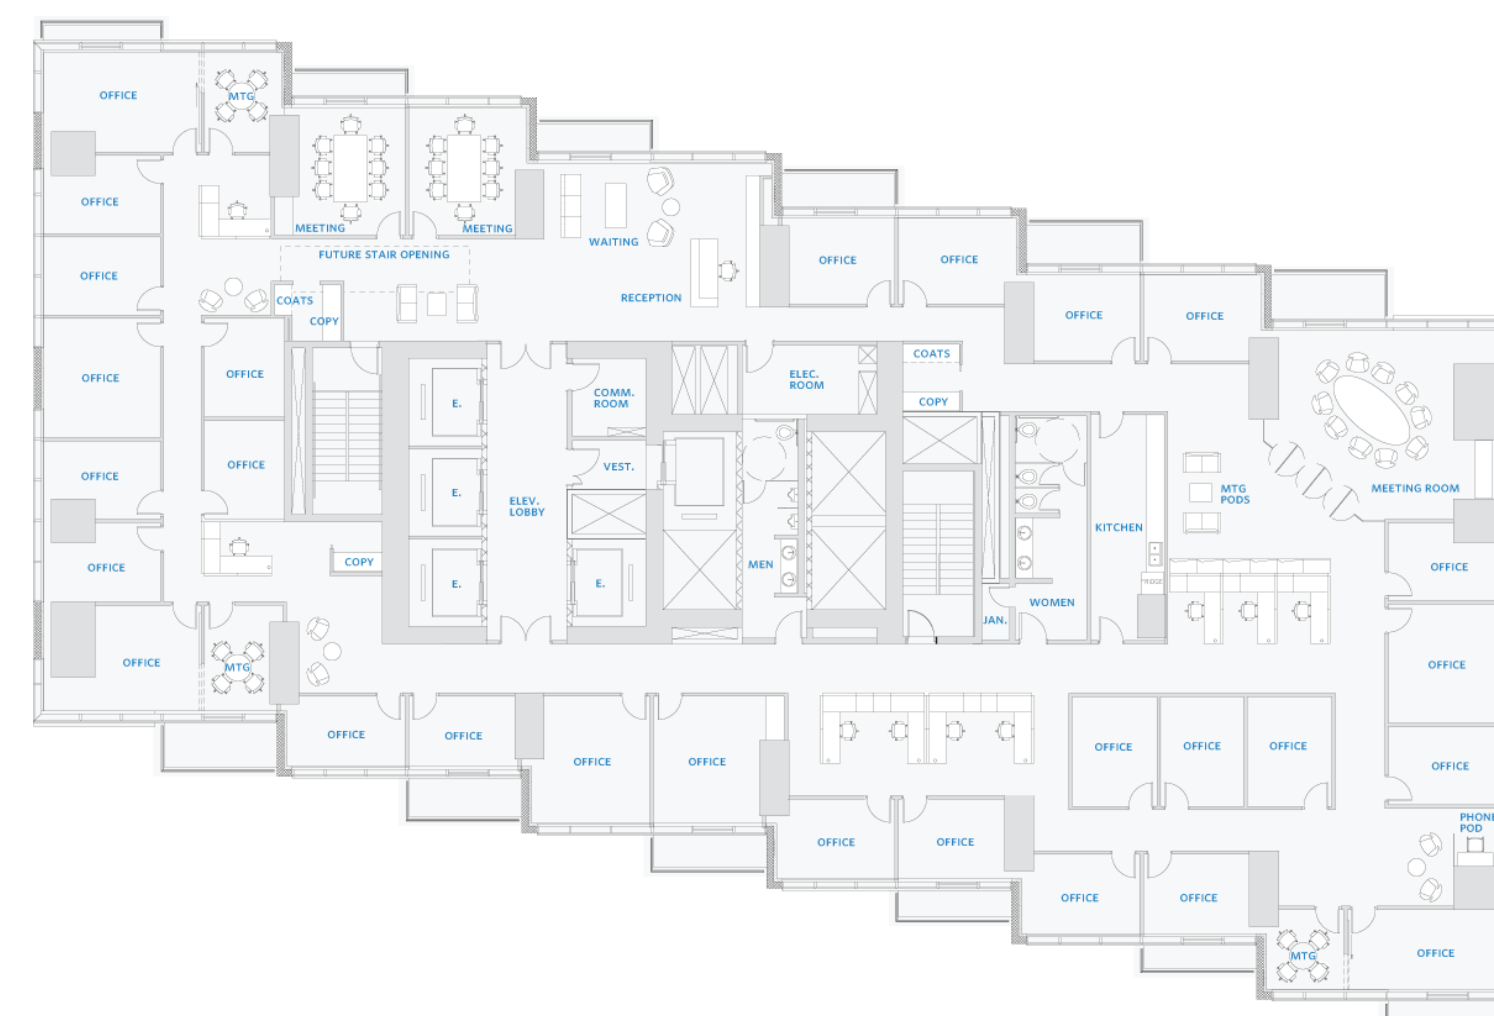 OFFICE
MTG
OFFICE
MEETING
MEETING
WAITING
FUTURE STAIR OPENING
OFFICE
OFFICE
OFFICE
RECEPTION
COATS
COPY
OFFICE
OFFICE
OFFICE
OFFICE
COATS
COPY
ELEC.
ROOM
COMM.
ROOM
E.
OFFICE
OFFICE
VEST.
E.
ELEV.
LOBBY
MEETING ROOM
MTG
PODS
KITCHEN
FRIDGE
COPY
OFFICE
E.
E.
MEN
WOMEN
JAN.
OFFICE
OFFICE
MTG
OFFICE
OFFICE
OFFICE
OFFICE
OFFICE
OFFICE
OFFICE
OFFICE
OFFICE
PHONE
POD
OFFICE
OFFICE
OFFICE
OFFICE
MTG
OFFICE